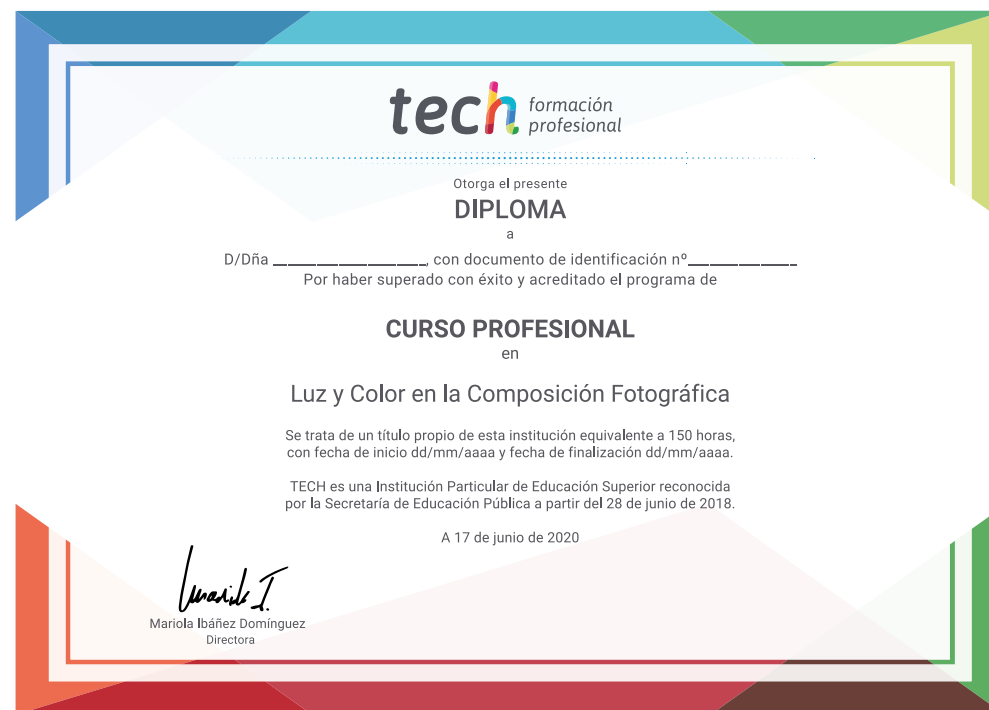 tech formación
profesional
Otorga el presente
DIPLOMA
a
D/Dña ____________________, con documento de identificación nº______________
Por haber superado con éxito y acreditado el programa de
CURSO PROFESIONAL
en
Luz y Color en la Composición Fotográfica
Se trata de un título propio de esta institución equivalente a 150 horas,
con fecha de inicio dd/mm/aaaa y fecha de finalización dd/mm/aaaa.
TECH es una Institución Particular de Educación Superior reconocida
por la Secretaría de Educación Pública a partir del 28 de junio de 2018.
A 17 de junio de 2020
Mariola Ibáñez Domínguez
Directora